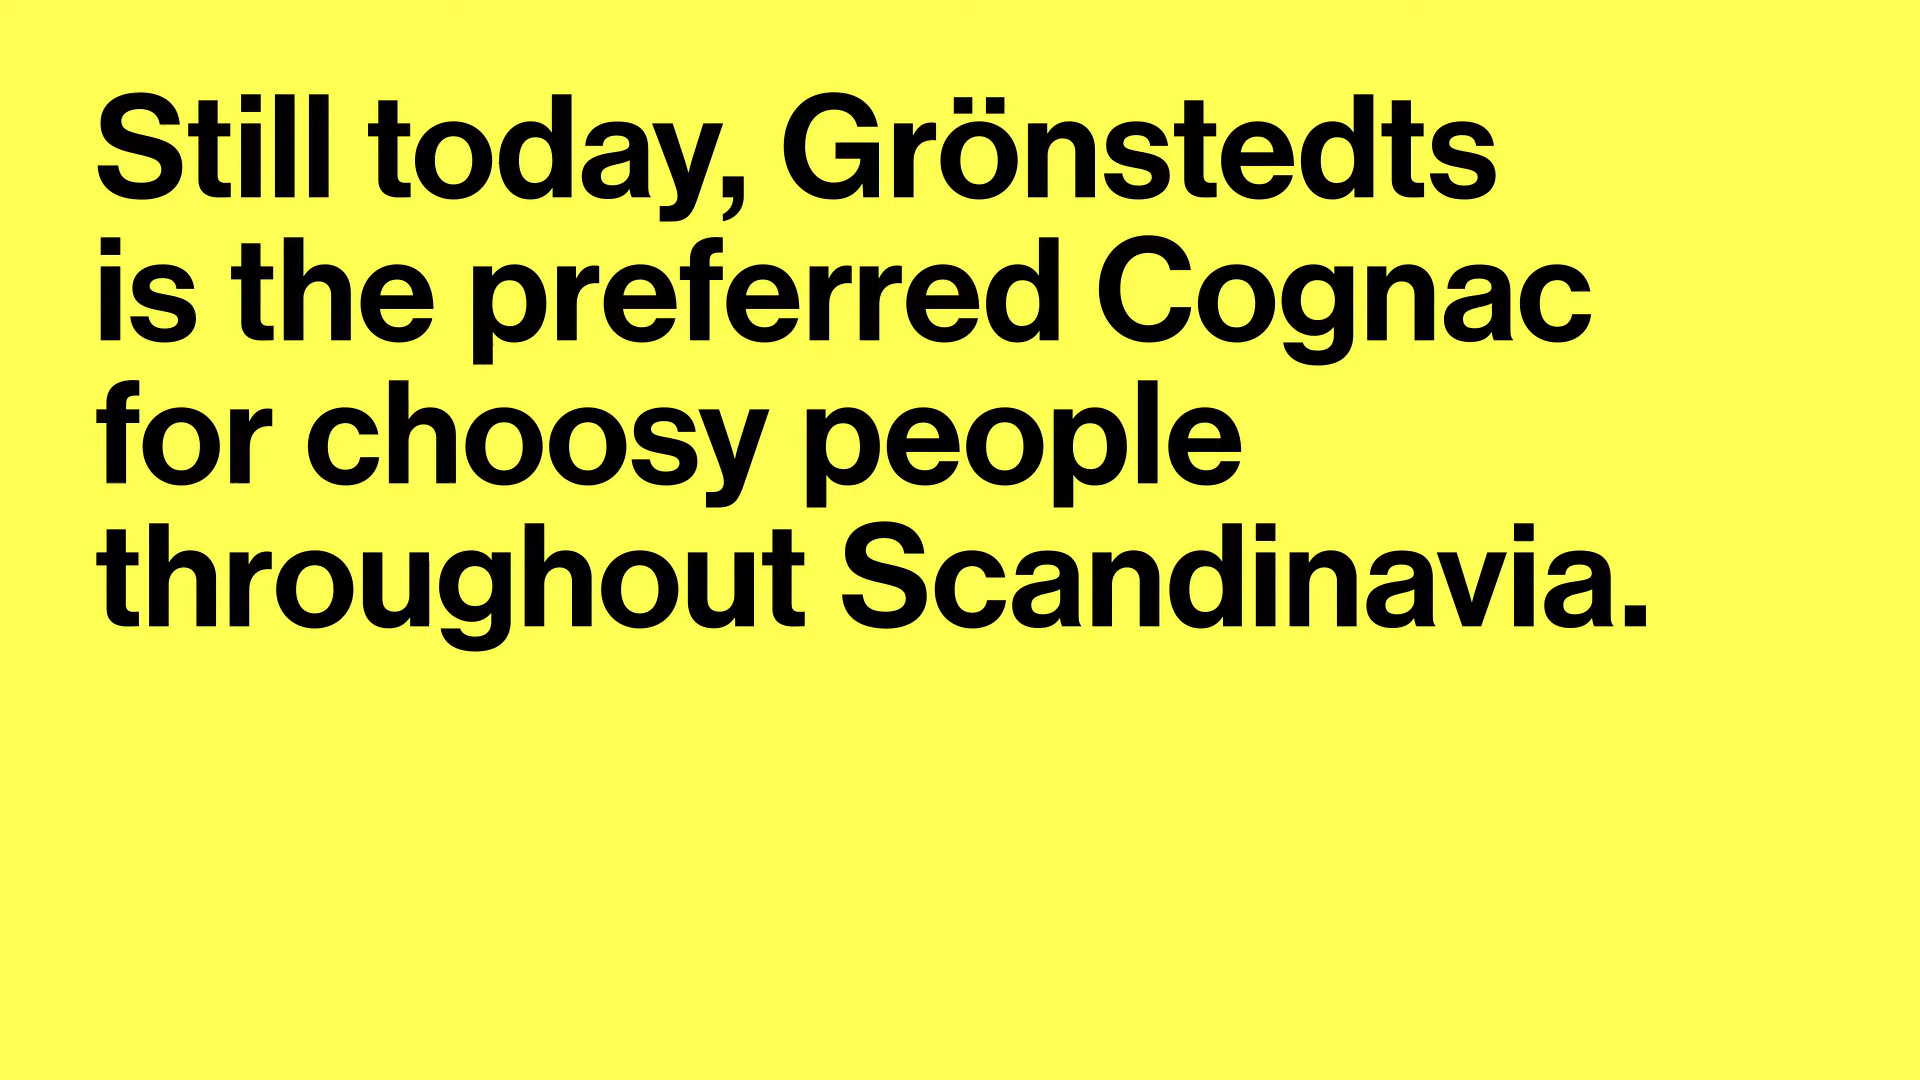 Still today, Grönstedts
is the preferred Cognac
for choosy people
throughout Scandinavia.